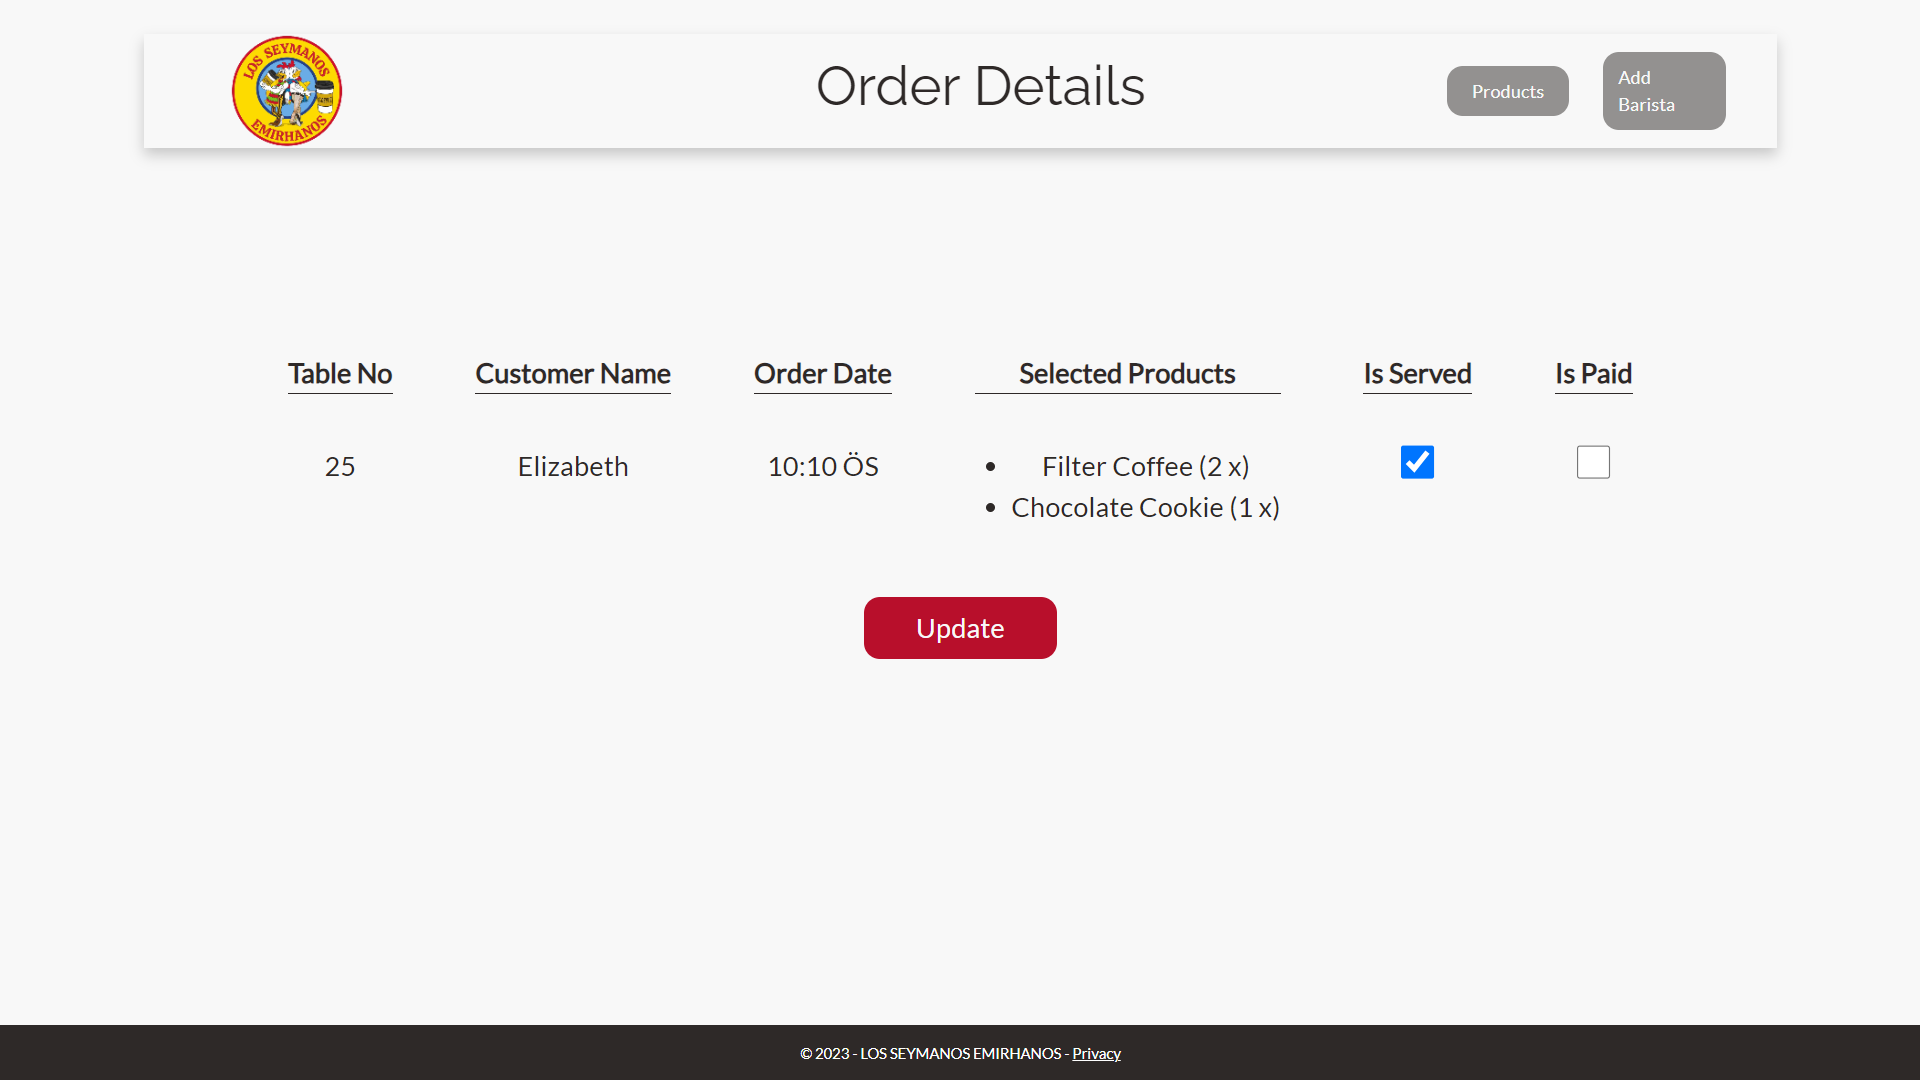 LOS SEYMANOS
EMIRHANOS
Order Details
Products
Add
Barista
Table No Customer Name Order Date Selected Products Is Served Is Paid
25 Elizabeth 10:10 ÖS • Filter Coffee (2 x)
• Chocolate Cookie (1 x)
Update
© 2023 - LOS SEYMANOS EMIRHANOS - Privacy